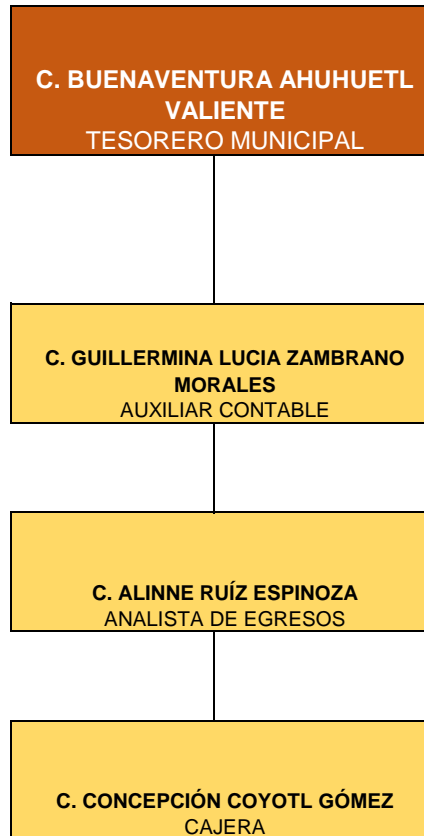 C. BUENAVENTURA AHUHUETL
VALIENTE
TESORERO MUNICIPAL
C. GUILLERMINA LUCIA ZAMBRANO
MORALES
AUXILIAR CONTABLE
C. ALINNE RUÍZ ESPINOZA
ANALISTA DE EGRESOS
C. CONCEPCIÓN COYOTL GÓMEZ
CAJERA